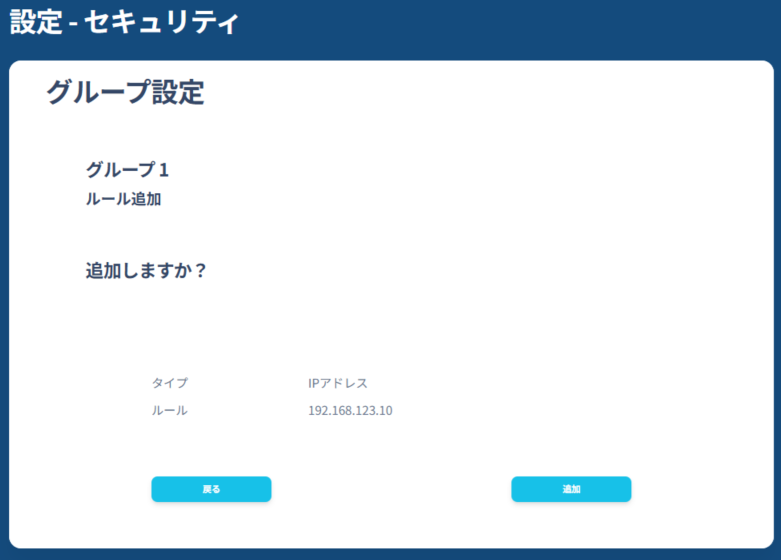 設定 - セキュリティ
グループ設定
グループ 1
ルール追加
追加しますか？
タイプ IPアドレス
ルール 192.168.123.10
戻る 追加